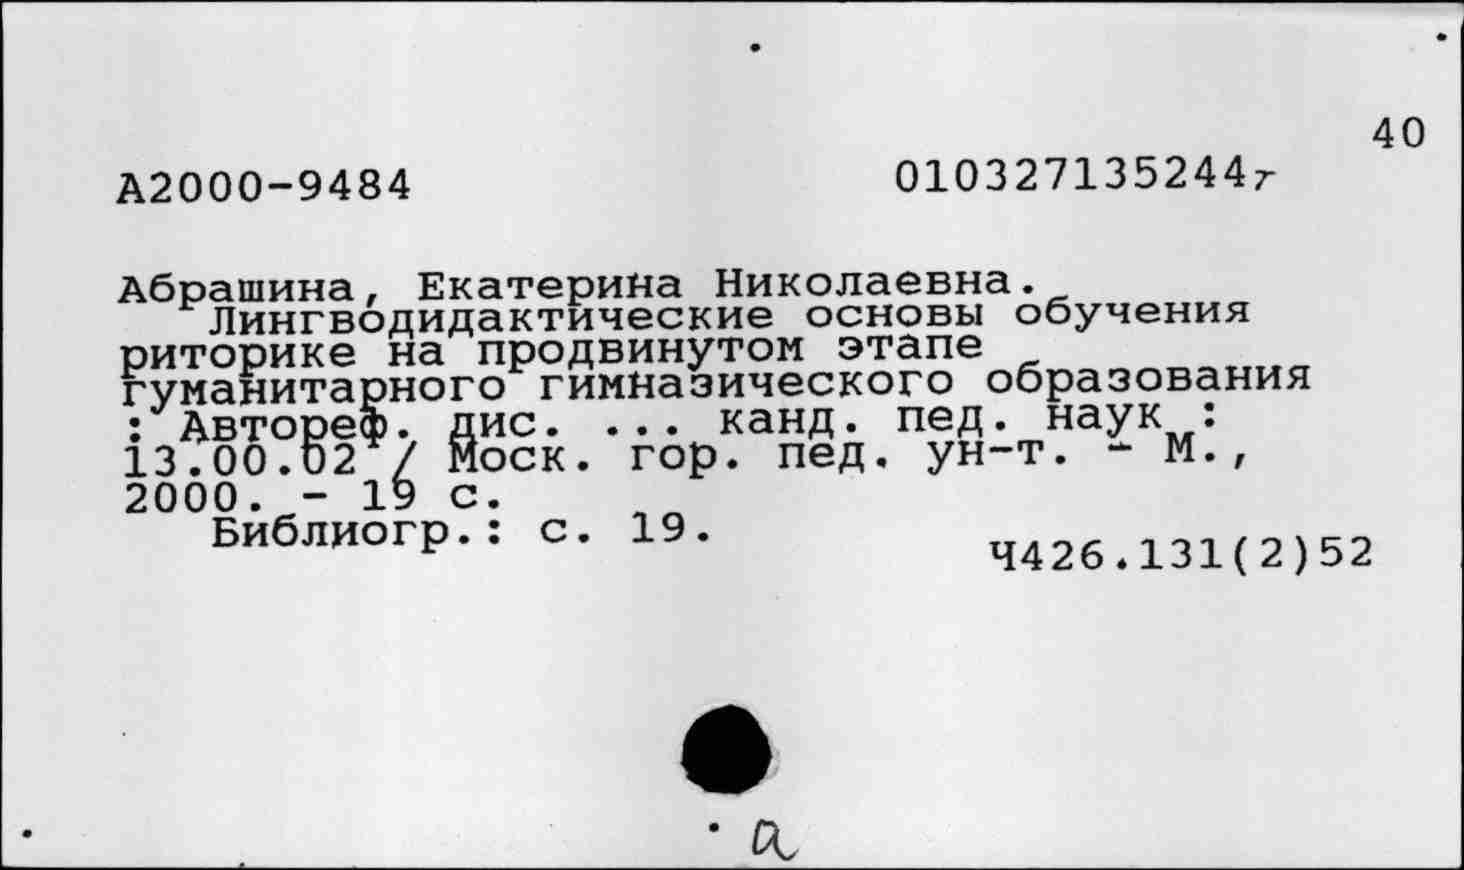 40
А2000-9484
010327135244г
Абрашина, Екатерина Николаевна.
Лингводидактические основы обучения
риторике на продвинутом этапе
гуманитарного гимназического образования
: Автореф. дис. ... канд. пед. наук :
13.00.02 / Моск. гор. пед. ун-т. - М.,
2000. - 19 с.
Библиогр.: с. 19.
Ч426.131(2)52
а